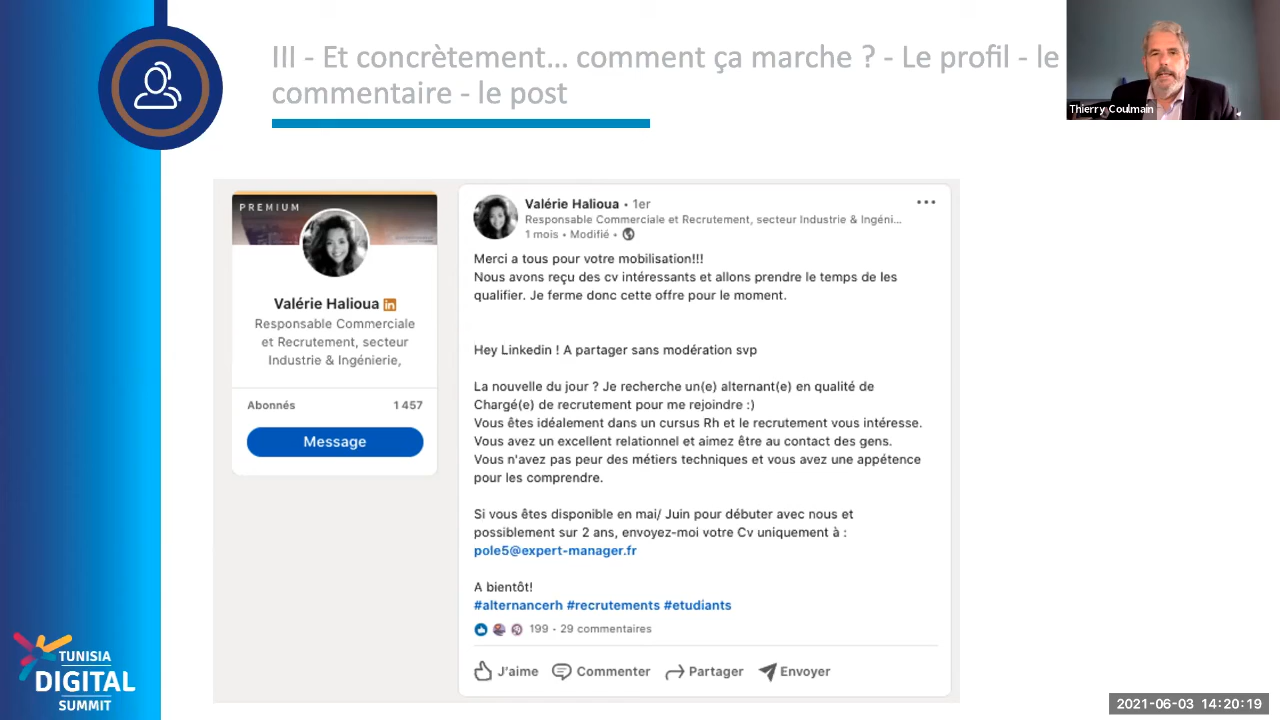 III - Et concrètement... comment ça marche ? - Le profil - le
commentaire - le post
Thierry Coulmain
PREMIUM
Valérie Halioua
Responsable Commerciale
et Recrutement, secteur
Industrie & Ingénierie,
Abonnés 1 457
Message
Valérie Halioua • 1er
Responsable Commerciale et Recrutement, secteur Industrie & Ingéni...
1 mois • Modifié •
Merci a tous pour votre mobilisation!!!
Nous avons reçu des cv intéressants et allons prendre le temps de les
qualifier. Je ferme donc cette offre pour le moment.
Hey Linkedin ! A partager sans modération svp
La nouvelle du jour ? Je recherche un(e) alternant(e) en qualité de
Chargé(e) de recrutement pour me rejoindre :)
Vous êtes idéalement dans un cursus Rh et le recrutement vous intéresse.
Vous avez un excellent relationnel et aimez être au contact des gens.
Vous n'avez pas peur des métiers techniques et vous avez une appétence
pour les comprendre.
Si vous êtes disponible en mai/ Juin pour débuter avec nous et
possiblement sur 2 ans, envoyez-moi votre Cv uniquement à :
pole5@expert-manager.fr
A bientôt!
#alternancerh #recrutements #etudiants
199 · 29 commentaires
J'aime Commenter Partager Envoyer
TUNISIA
DIGITAL
SUMMIT
2021-06-03 14:20:19